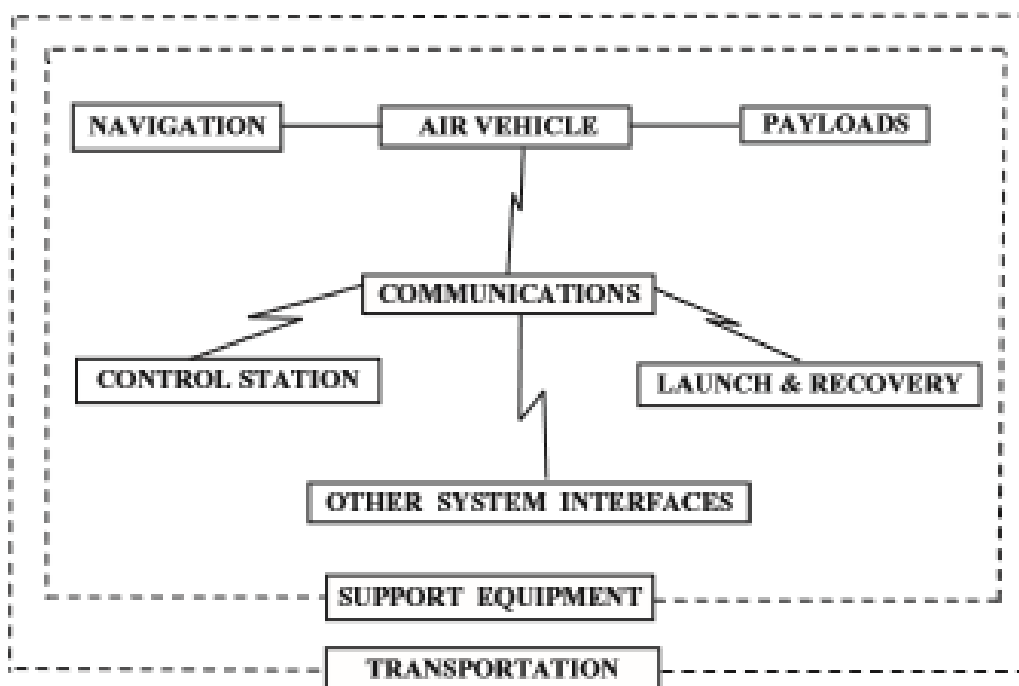 NAVIGATION
AIR VEHICLE
PAYLOADS
COMMUNICATIONS
CONTROL STATION
LAUNCH & RECOVERY
OTHER SYSTEM INTERFACES
SUPPORT EQUIPMENT
TRANSPORTATION